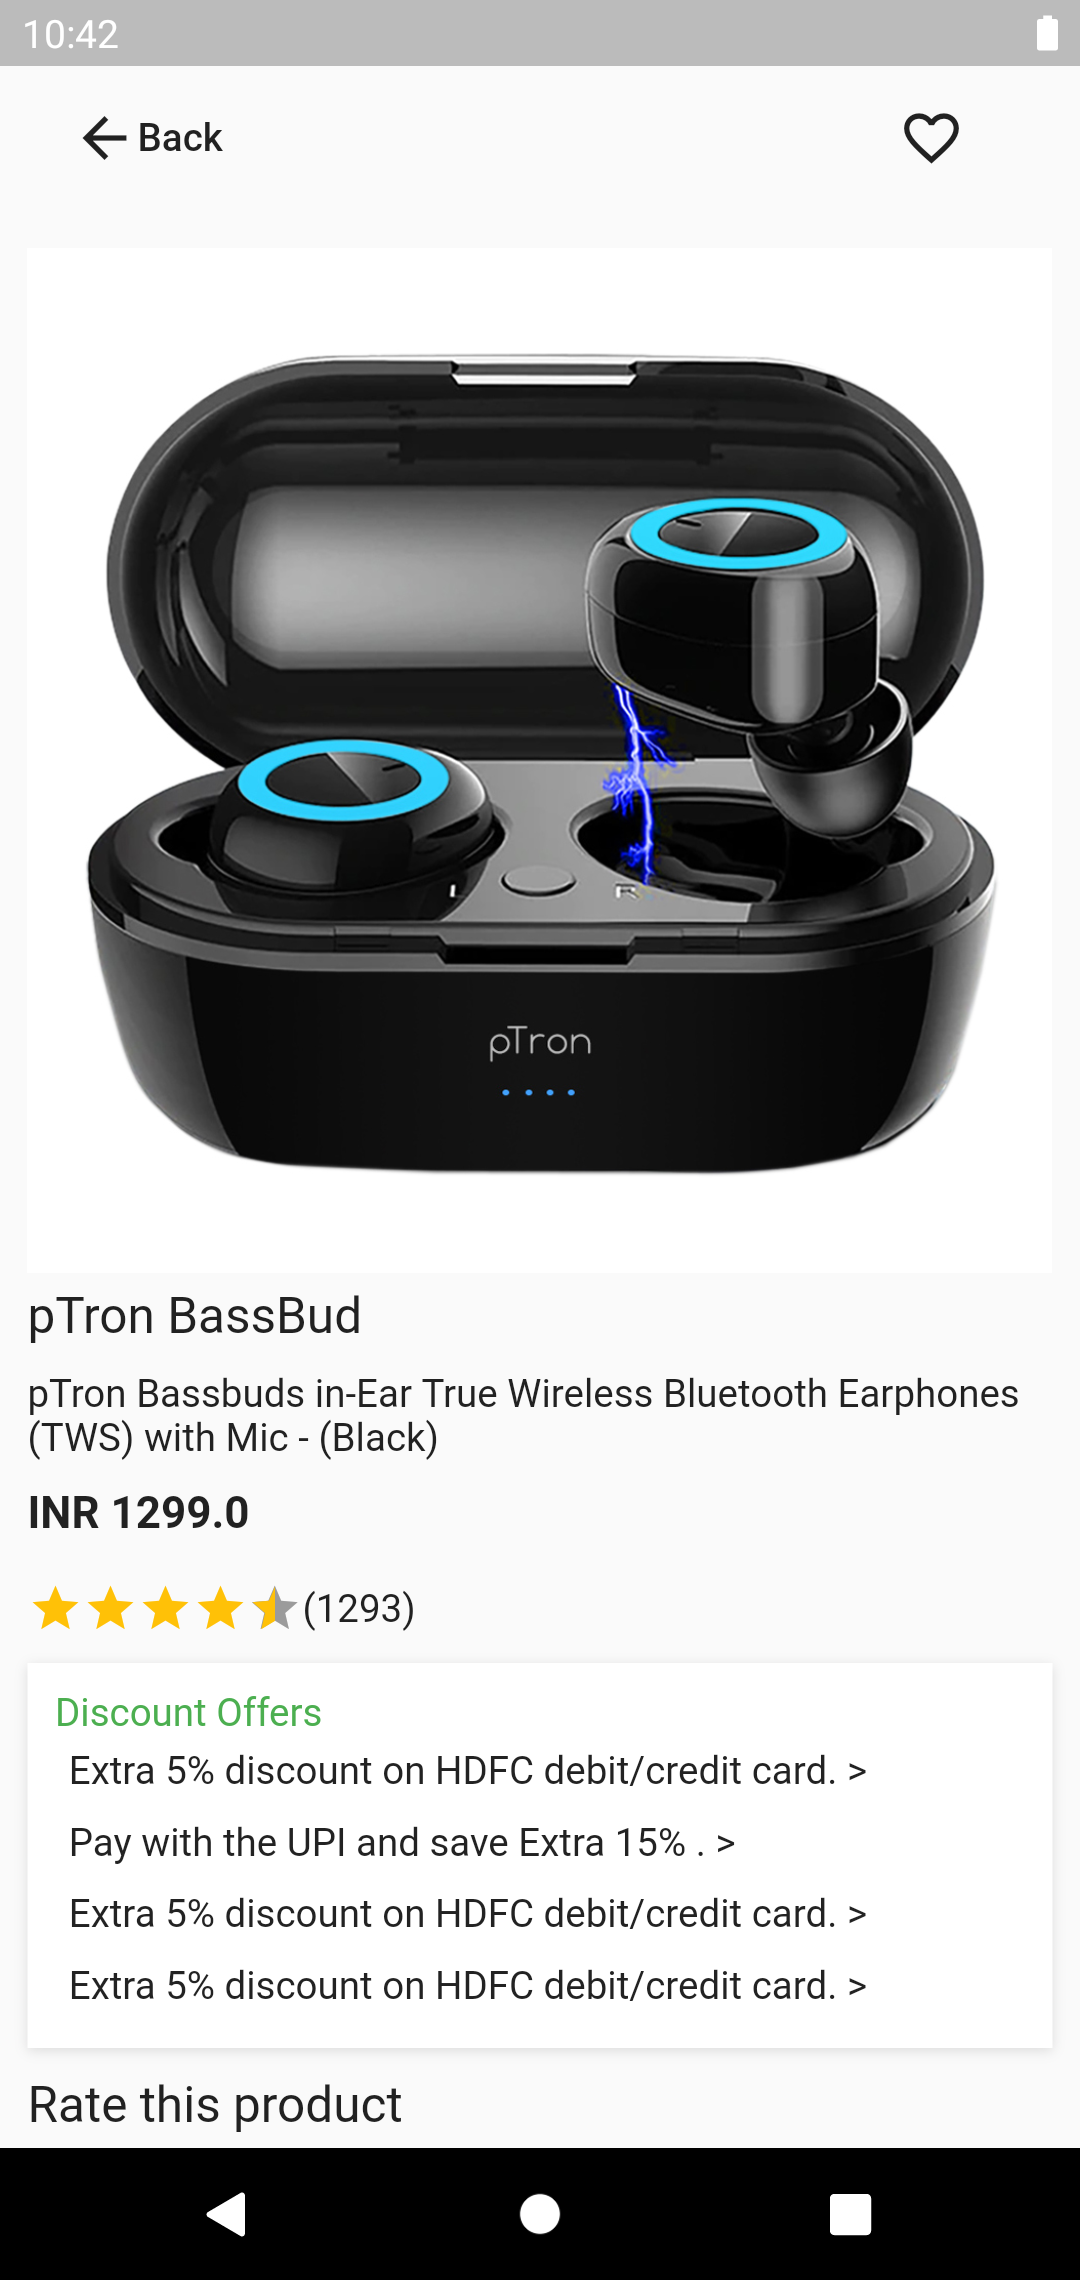 10:42
Back
L
R
pTron
pTron BassBud
pTron Bassbuds in-Ear True Wireless Bluetooth Earphones
(TWS) with Mic - (Black)
INR 1299.0
(1293)
Discount Offers
Extra 5% discount on HDFC debit/credit card. >
Pay with the UPI and save Extra 15% . >
Extra 5% discount on HDFC debit/credit card. >
Extra 5% discount on HDFC debit/credit card. >
Rate this product